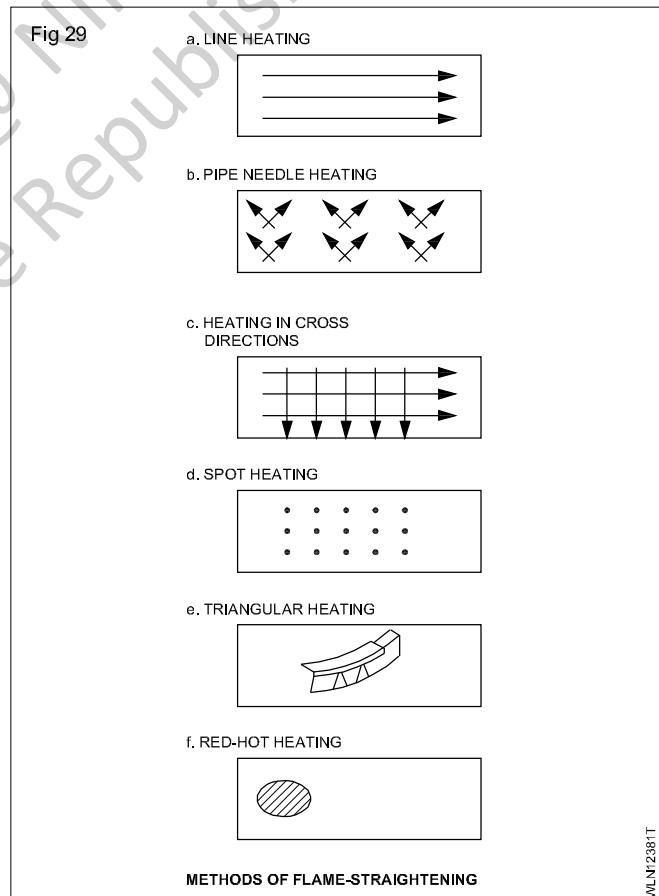 Fig 29
a. LINE HEATING
b. PIPE NEEDLE HEATING
c. HEATING IN CROSS
DIRECTIONS
d. SPOT HEATING
e. TRIANGULAR HEATING
f. RED-HOT HEATING
METHODS OF FLAME-STRAIGHTENING
WLN12381T